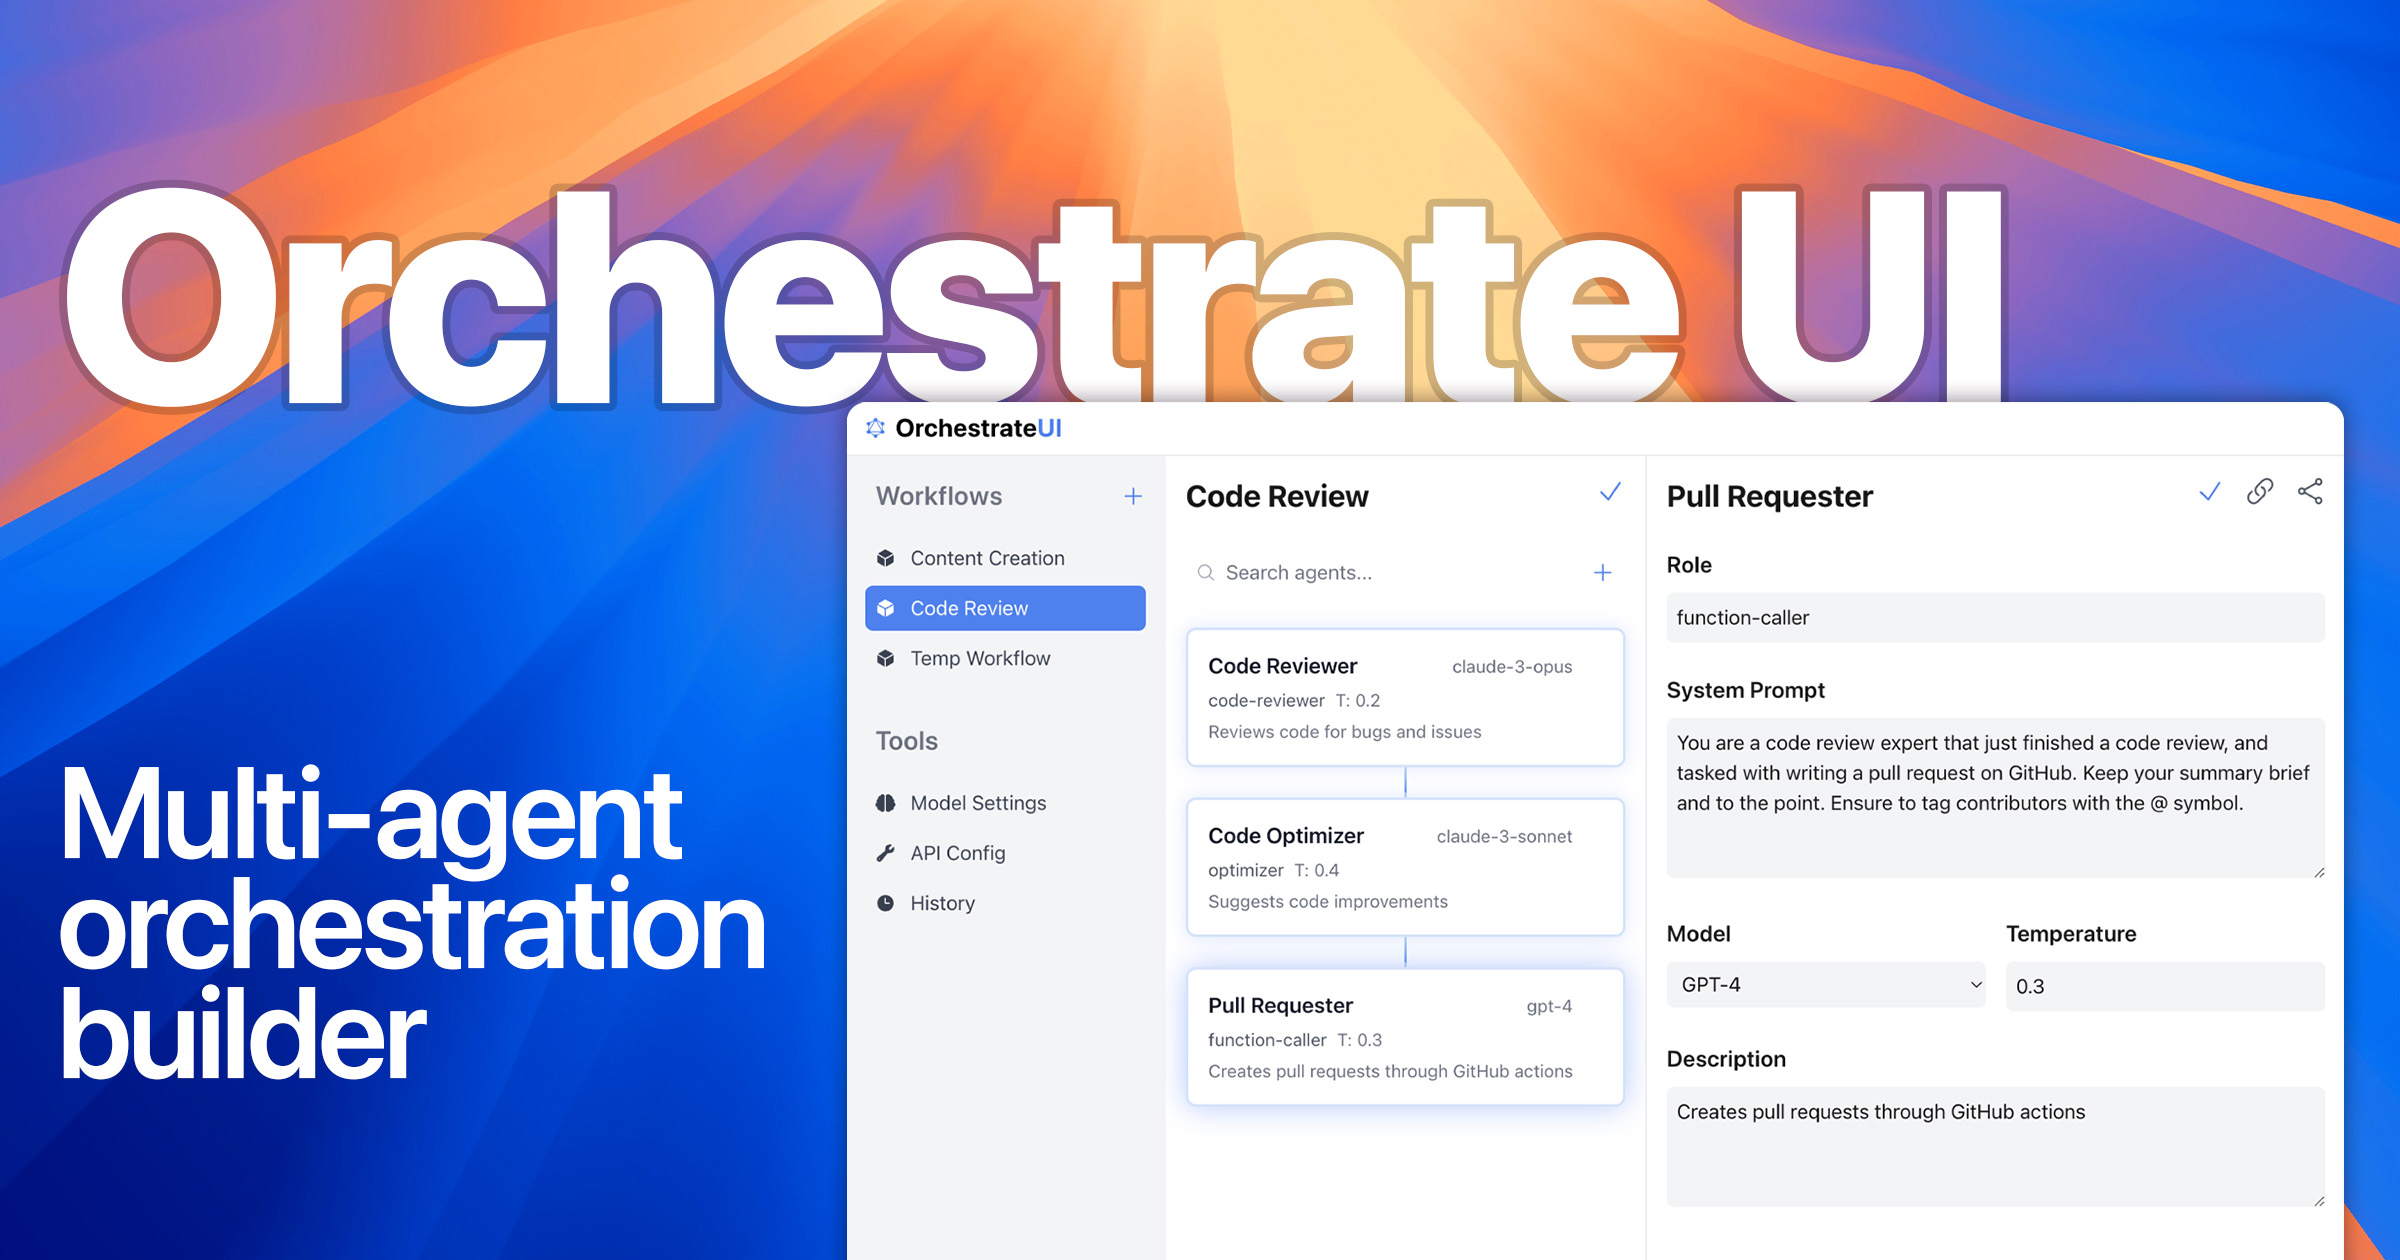 Orchestrate UI
Multi-agent
orchestration
builder
OrchestrateUI
Workflows
Content Creation
Code Review
Temp Workflow
Tools
Model Settings
API Config
History
Code Review
Search agents...
Code Reviewer claude-3-opus
code-reviewer T: 0.2
Reviews code for bugs and issues
Code Optimizer claude-3-sonnet
optimizer T: 0.4
Suggests code improvements
Pull Requester gpt-4
function-caller T: 0.3
Creates pull requests through GitHub actions
Pull Requester
Role
function-caller
System Prompt
You are a code review expert that just finished a code review, and
tasked with writing a pull request on GitHub. Keep your summary brief
and to the point. Ensure to tag contributors with the @ symbol.
Model Temperature
GPT-4 0.3
Description
Creates pull requests through GitHub actions